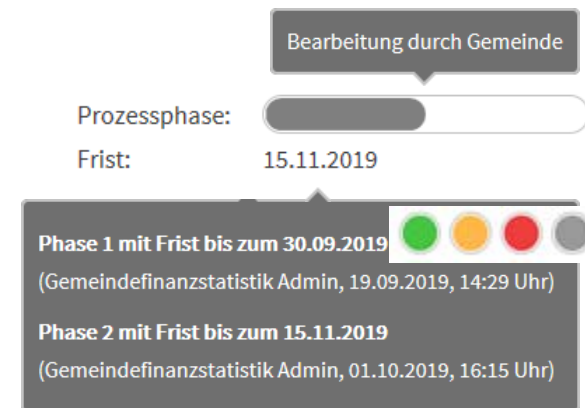 Bearbeitung durch Gemeinde
Prozessphase:
Frist: 15.11.2019
Phase 1 mit Frist bis zum 30.09.2019
(Gemeindefinanzstatistik Admin, 19.09.2019, 14:29 Uhr)
Phase 2 mit Frist bis zum 15.11.2019
(Gemeindefinanzstatistik Admin, 01.10.2019, 16:15 Uhr)